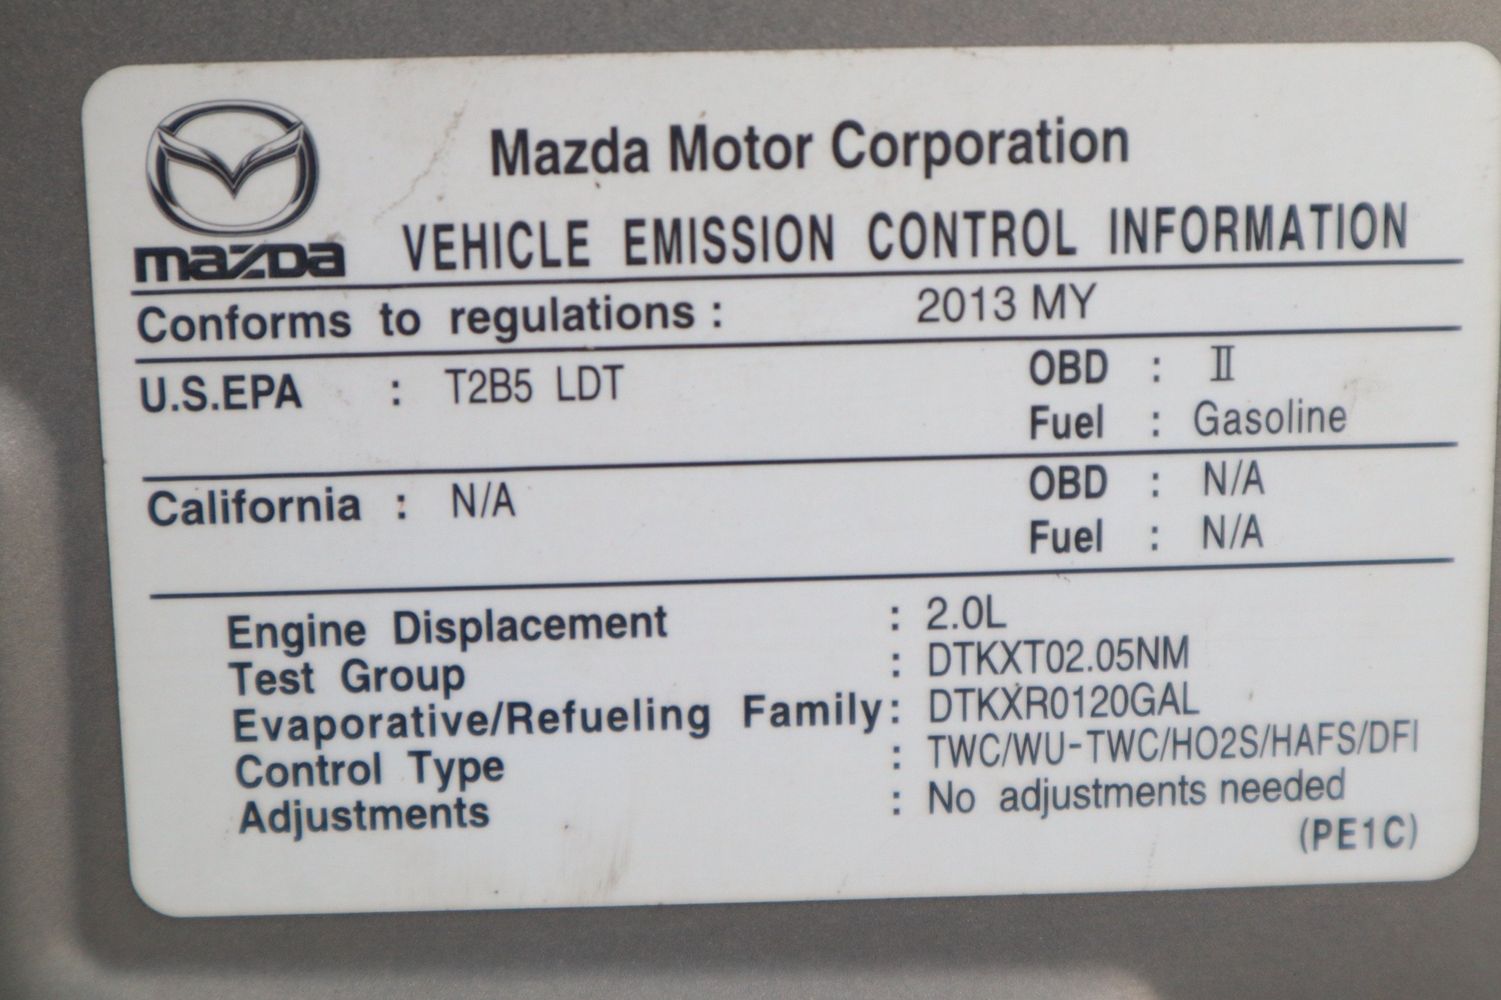 Mazda Motor Corporation
mazda VEHICLE EMISSION CONTROL INFORMATION
Conforms to regulations : 2013 MY
U.S.EPA : T2B5 LDT OBD : II
Fuel : Gasoline
California : N/A OBD : N/A
Fuel : N/A
Engine Displacement : 2.0L
Test Group : DTKXT02.05NM
Evaporative/Refueling Family : DTKXR0120GAL
Control Type : TWC/WU-TWC/HO2S/HAFS/DFI
Adjustments : No adjustments needed
(PE1C)